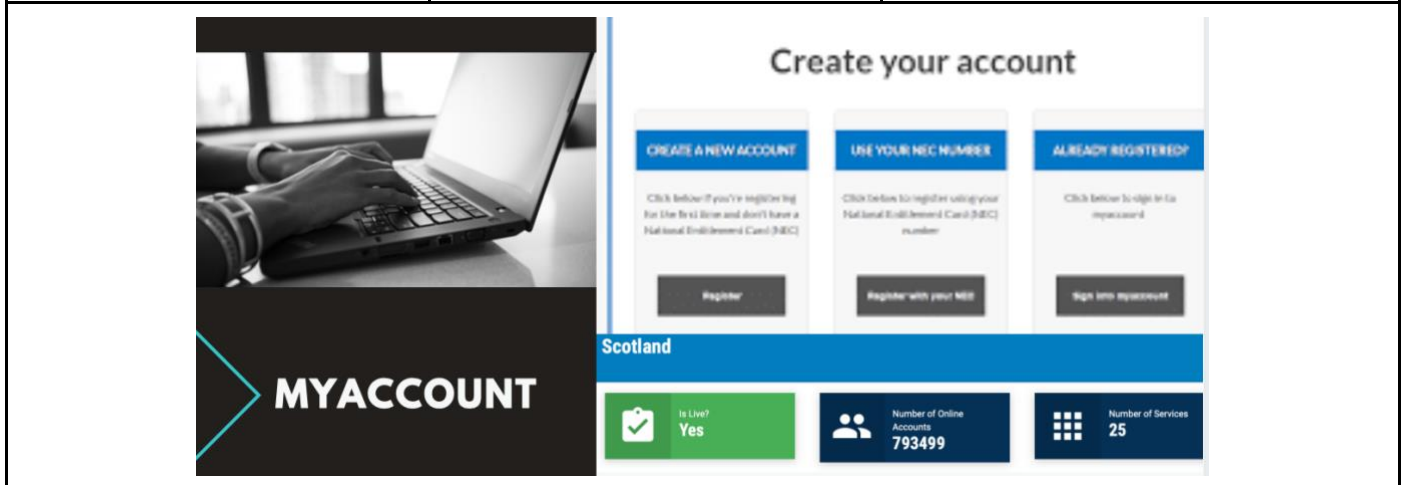 Create your account
CREATE A NEW ACCOUNT
Click below if you're registering
for the first time and don't have a
National Entitlement Card (NEC)
Register
USE YOUR NEC NUMBER
Click below to register using your
National Entitlement Card (NEC)
number
Register with your NEC
ALREADY REGISTERED?
Click below to sign in to
myaccount
Sign into myaccount
MYACCOUNT
Scotland
Is Live?
Yes
Number of Online
Accounts
793499
Number of Services
25